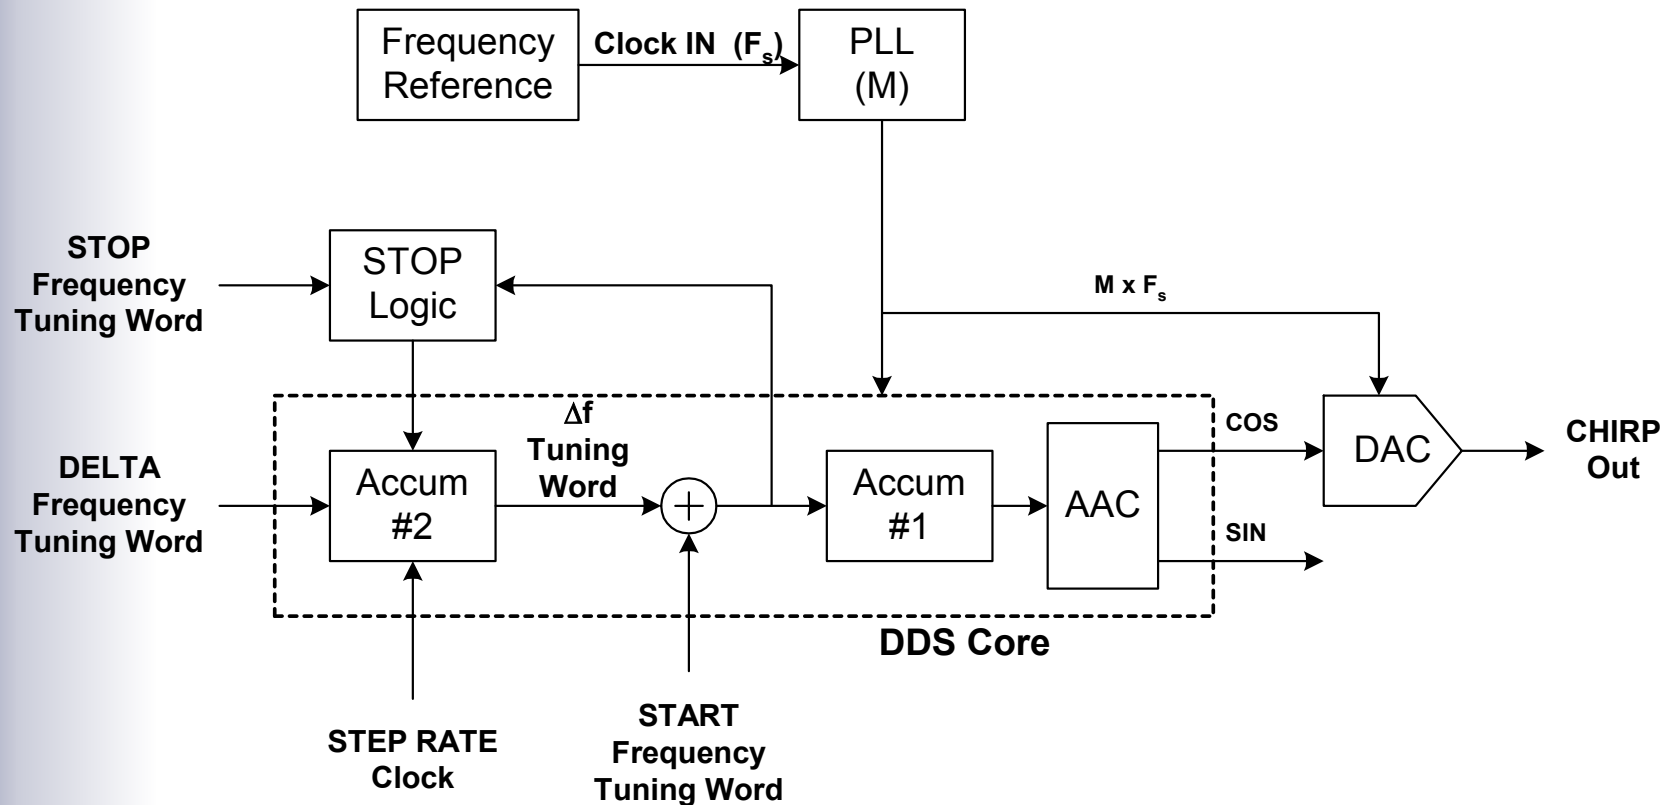 Frequency
Reference
Clock IN (Fs)
PLL
(M)
STOP
Frequency
Tuning Word
STOP
Logic
M x Fs
DELTA
Frequency
Tuning Word
Accum
#2
Δf
Tuning
Word
+
Accum
#1
AAC
COS
SIN
DAC
CHIRP
Out
DDS Core
STEP RATE
Clock
START
Frequency
Tuning Word